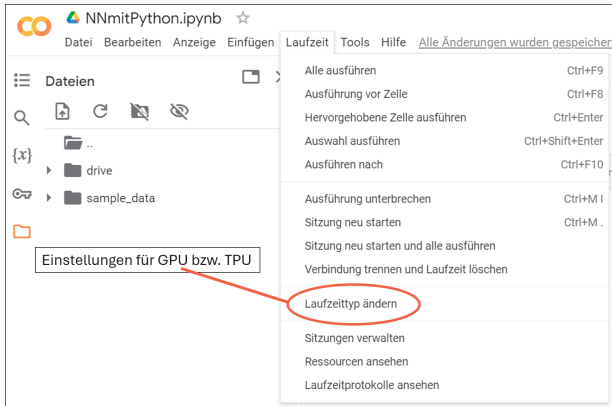 NNmitPython.ipynb
Datei Bearbeiten Anzeige Einfügen Laufzeit Tools Hilfe Alle Änderungen wurden gespeicher
Dateien
..
drive
sample_data
{x}
Einstellungen für GPU bzw. TPU
Alle ausführen Ctrl+F9
Ausführung vor Zelle Ctrl+F8
Hervorgehobene Zelle ausführen Ctrl+Enter
Auswahl ausführen Ctrl+Shift+Enter
Ausführen nach Ctrl+F10
Ausführung unterbrechen Ctrl+M I
Sitzung neu starten Ctrl+M .
Sitzung neu starten und alle ausführen
Verbindung trennen und Laufzeit löschen
Laufzeittyp ändern
Sitzungen verwalten
Ressourcen ansehen
Laufzeitprotokolle ansehen